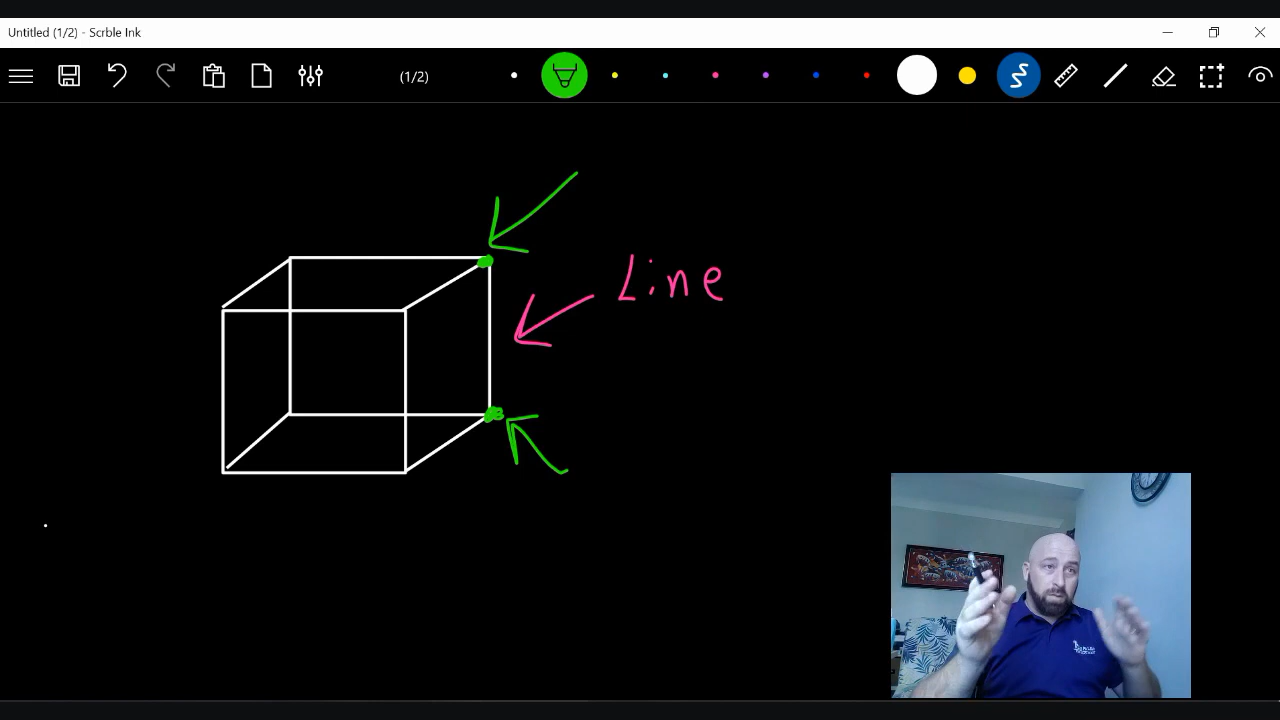 Untitled (1/2) - Scrble Ink
(1/2)
Line